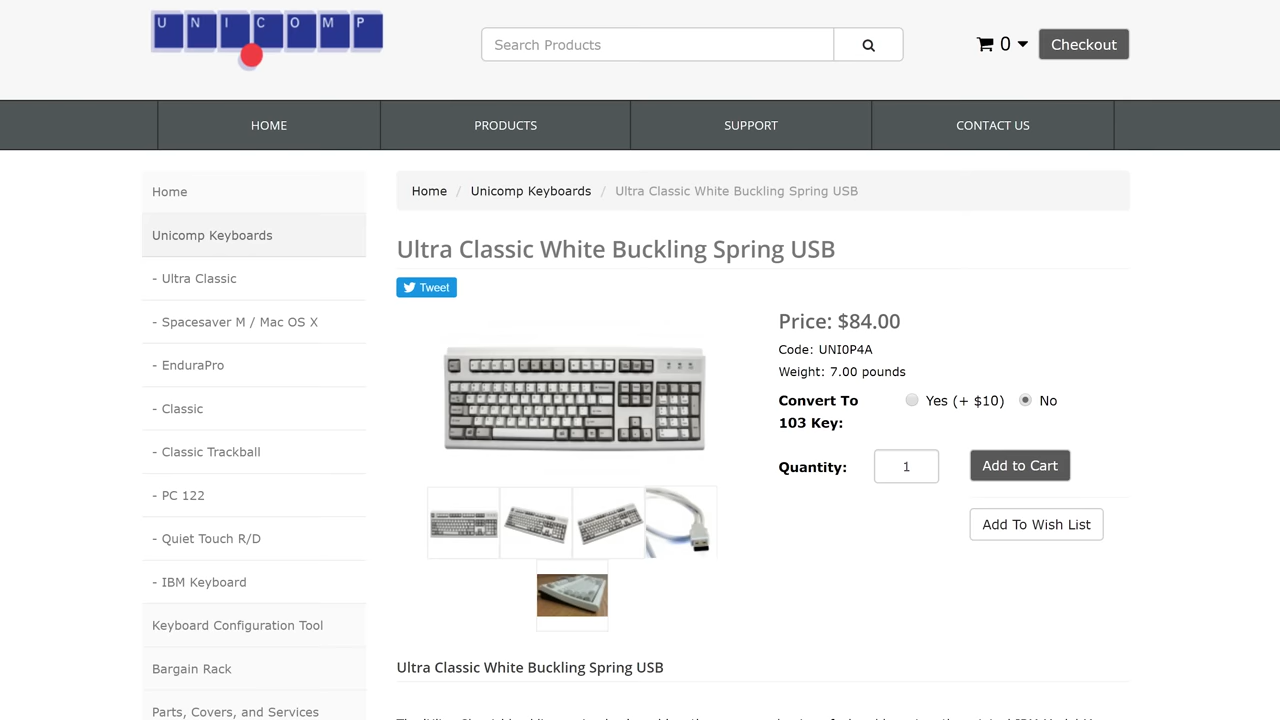 UNICOMP
Search Products
0
Checkout
HOME
PRODUCTS
SUPPORT
CONTACT US
Home
Unicomp Keyboards
- Ultra Classic
- Spacesaver M / Mac OS X
- EnduraPro
- Classic
- Classic Trackball
- PC 122
- Quiet Touch R/D
- IBM Keyboard
Keyboard Configuration Tool
Bargain Rack
Parts, Covers, and Services
Home / Unicomp Keyboards / Ultra Classic White Buckling Spring USB
Ultra Classic White Buckling Spring USB
Tweet
Price: $84.00
Code: UNI0P4A
Weight: 7.00 pounds
Convert To
103 Key:
Yes (+ $10)
No
Quantity:
1
Add to Cart
Add To Wish List
Ultra Classic White Buckling Spring USB